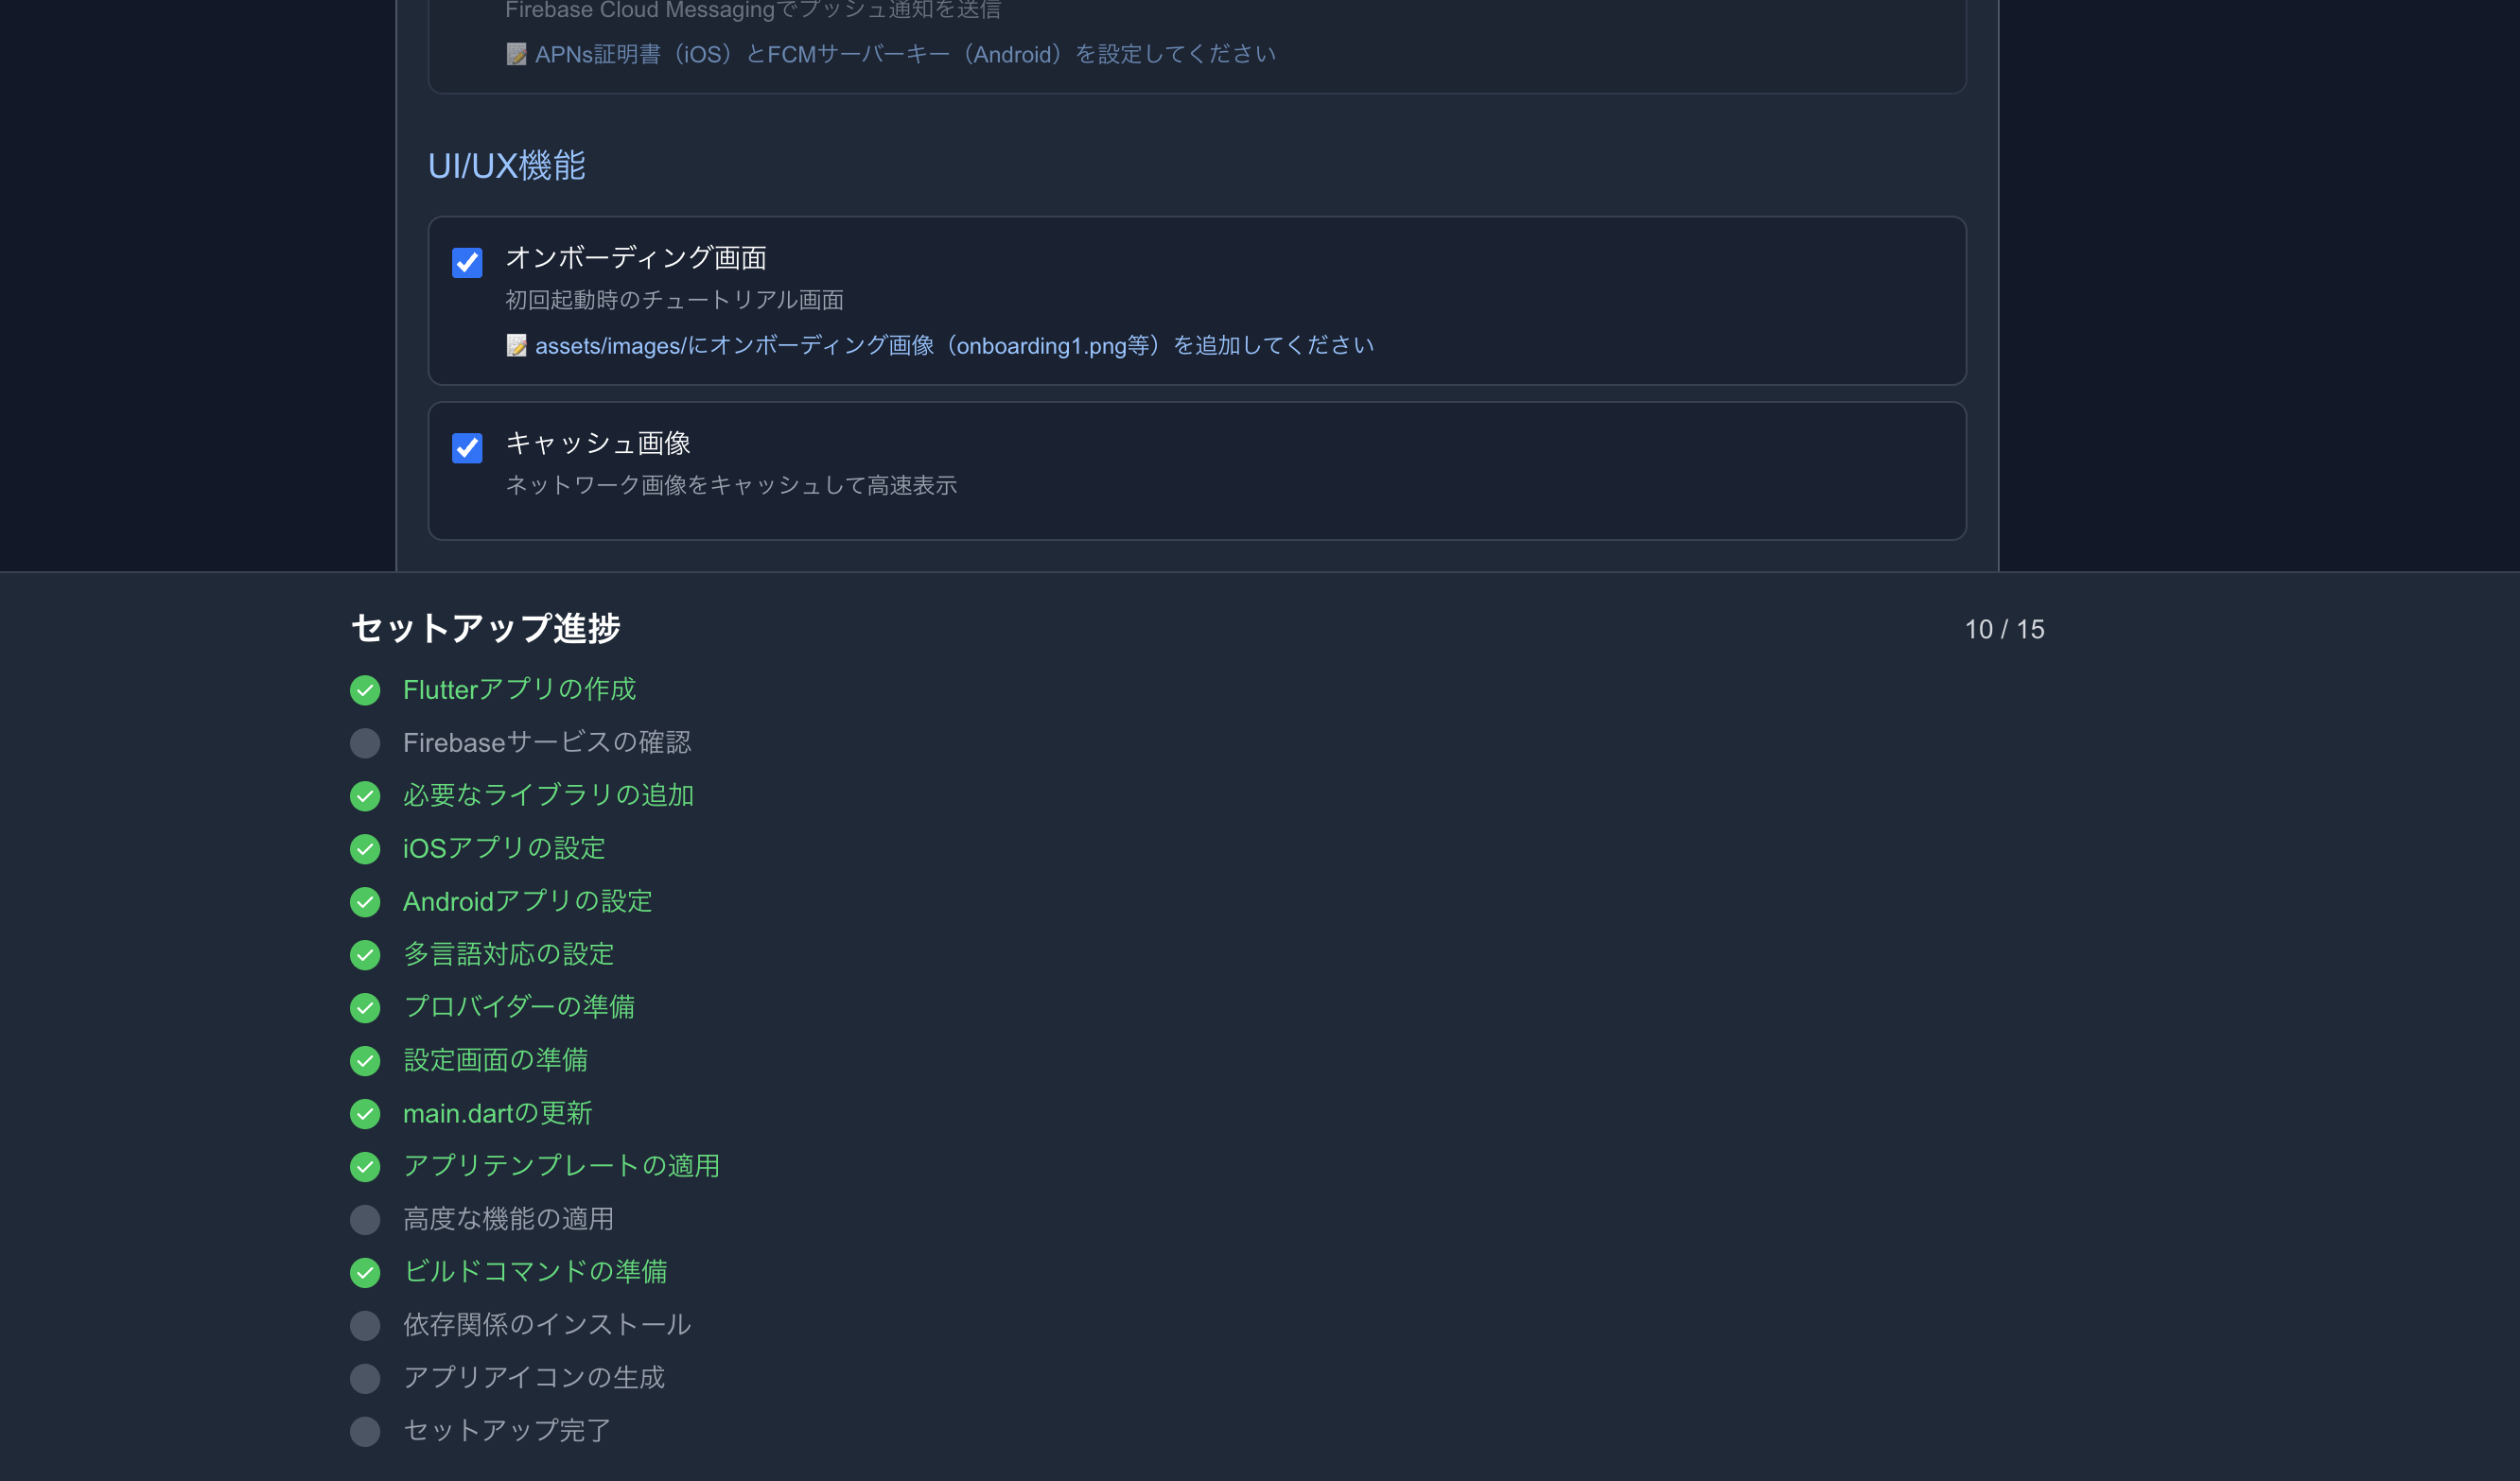 Firebase Cloud Messagingでプッシュ通知を送信
📝 APNs証明書（iOS）とFCMサーバーキー（Android）を設定してください
UI/UX機能
オンボーディング画面
初回起動時のチュートリアル画面
📝 assets/images/にオンボーディング画像（onboarding1.png等）を追加してください
キャッシュ画像
ネットワーク画像をキャッシュして高速表示
セットアップ進捗
10 / 15
Flutterアプリの作成
Firebaseサービスの確認
必要なライブラリの追加
iOSアプリの設定
Androidアプリの設定
多言語対応の設定
プロバイダーの準備
設定画面の準備
main.dartの更新
アプリテンプレートの適用
高度な機能の適用
ビルドコマンドの準備
依存関係のインストール
アプリアイコンの生成
セットアップ完了